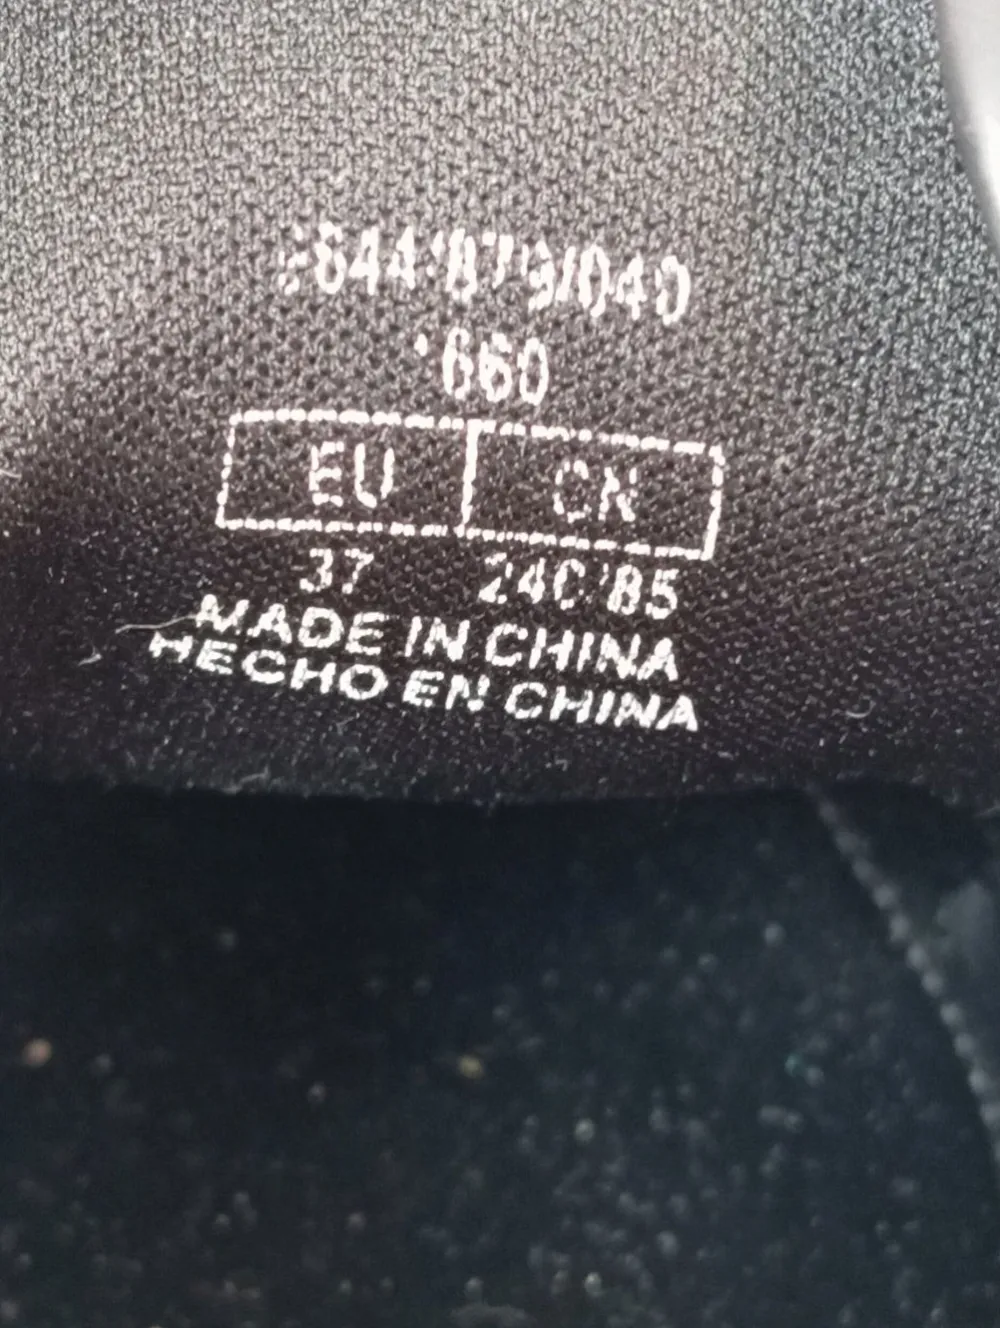 660
EU CN
37 240/85
MADE IN CHINA
HECHO EN CHINA